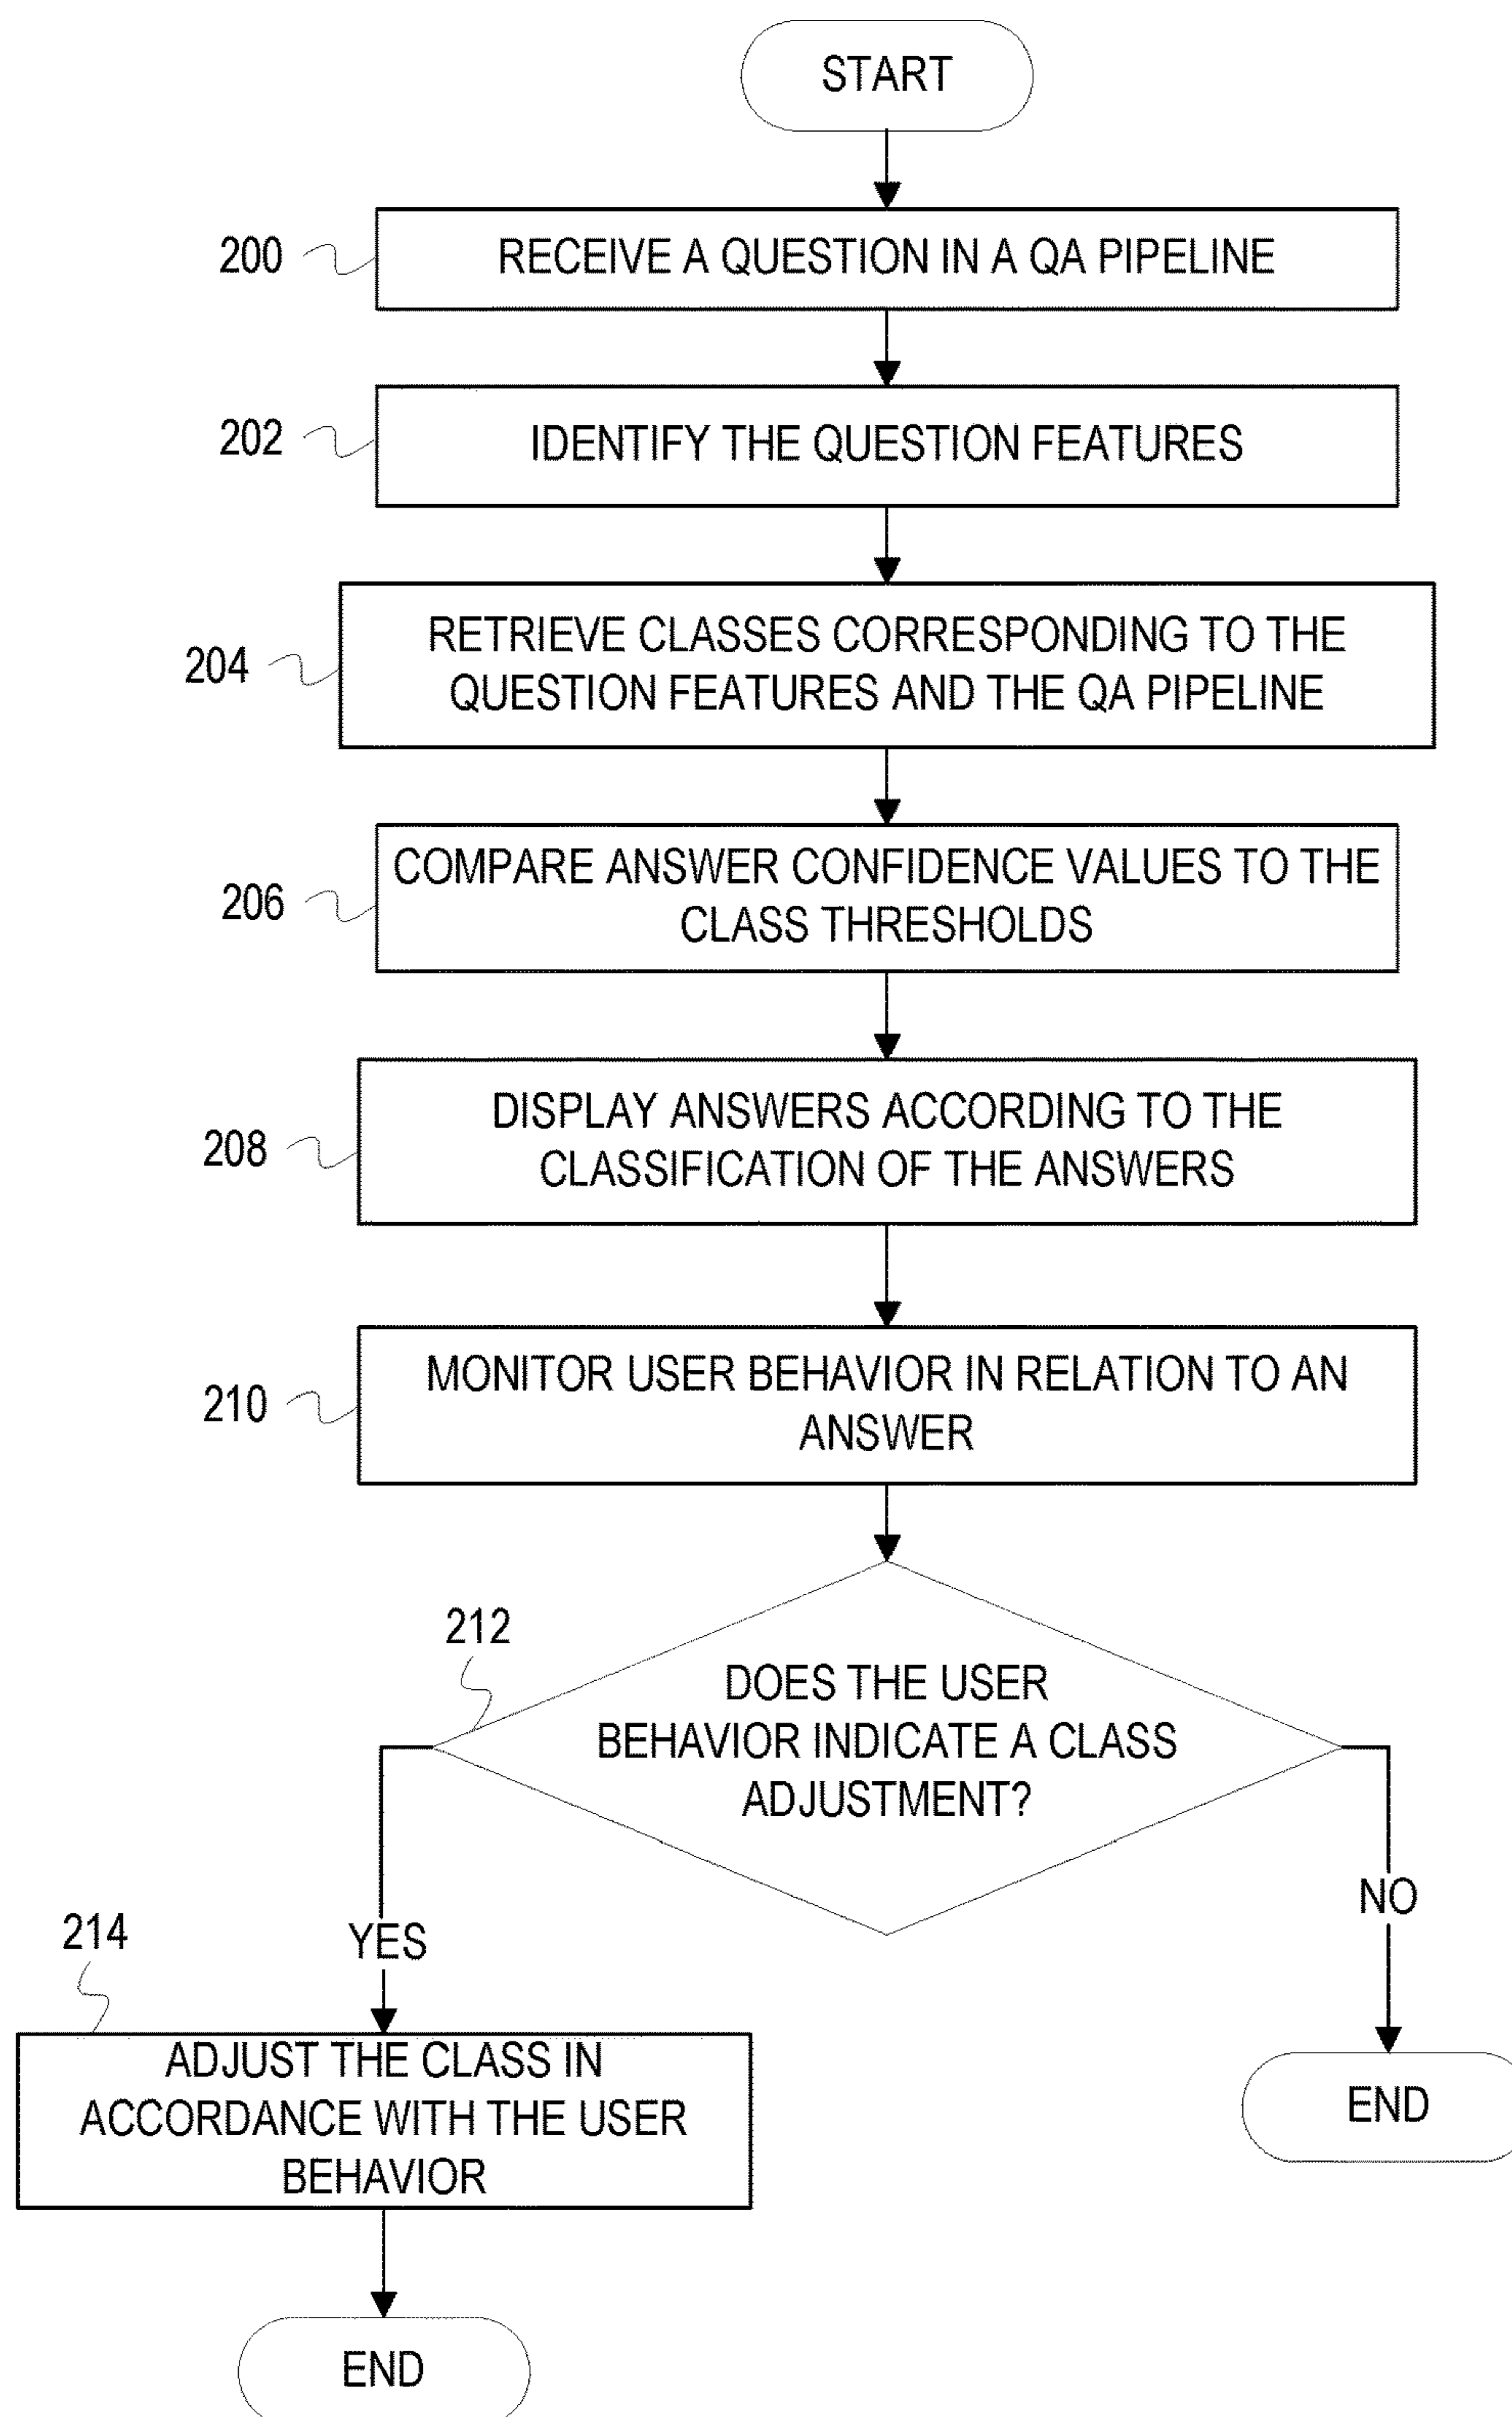 START
200
RECEIVE A QUESTION IN A QA PIPELINE
202
IDENTIFY THE QUESTION FEATURES
204
RETRIEVE CLASSES CORRESPONDING TO THE
QUESTION FEATURES AND THE QA PIPELINE
206
COMPARE ANSWER CONFIDENCE VALUES TO THE
CLASS THRESHOLDS
208
DISPLAY ANSWERS ACCORDING TO THE
CLASSIFICATION OF THE ANSWERS
210
MONITOR USER BEHAVIOR IN RELATION TO AN
ANSWER
212
DOES THE USER
BEHAVIOR INDICATE A CLASS
ADJUSTMENT?
YES
NO
214
ADJUST THE CLASS IN
ACCORDANCE WITH THE USER
BEHAVIOR
END
END